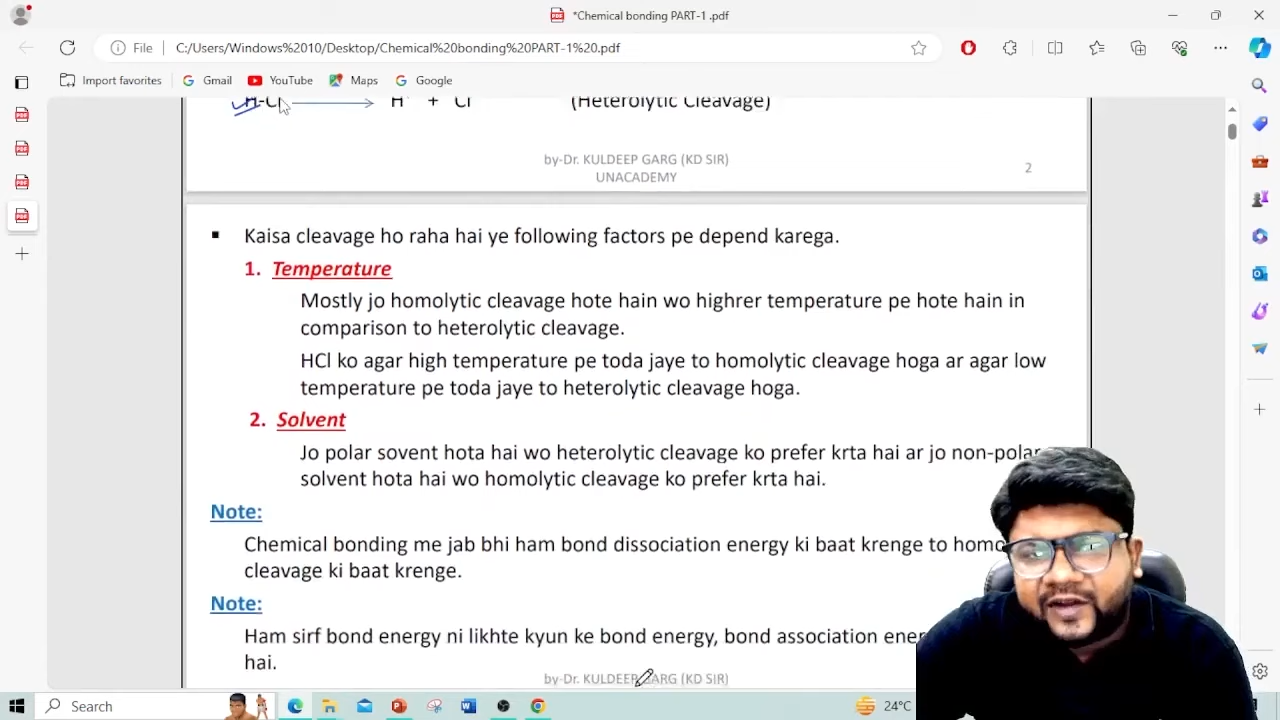 *Chemical bonding PART-1 .pdf
File
C:/Users/Windows%2010/Desktop/Chemical%20bonding%20PART-1%20.pdf
Import favorites
Gmail
YouTube
Maps
Google
H-Cl H + Cl (Heterolytic Cleavage)
by-Dr. KULDEEP GARG (KD SIR)
UNACADEMY
2
Kaisa cleavage ho raha hai ye following factors pe depend karega.
1. Temperature
Mostly jo homolytic cleavage hote hain wo highrer temperature pe hote hain in
comparison to heterolytic cleavage.
HCl ko agar high temperature pe toda jaye to homolytic cleavage hoga ar agar low
temperature pe toda jaye to heterolytic cleavage hoga.
2. Solvent
Jo polar sovent hota hai wo heterolytic cleavage ko prefer krta hai ar jo non-polar
solvent hota hai wo homolytic cleavage ko prefer krta hai.
Note:
Chemical bonding me jab bhi ham bond dissociation energy ki baat krenge to
cleavage ki baat krenge.
Note:
Ham sirf bond energy ni likhte kyun ke bond energy, bond association
hai.
by-Dr. KULDEEP GARG (KD SIR)
Search
24°C